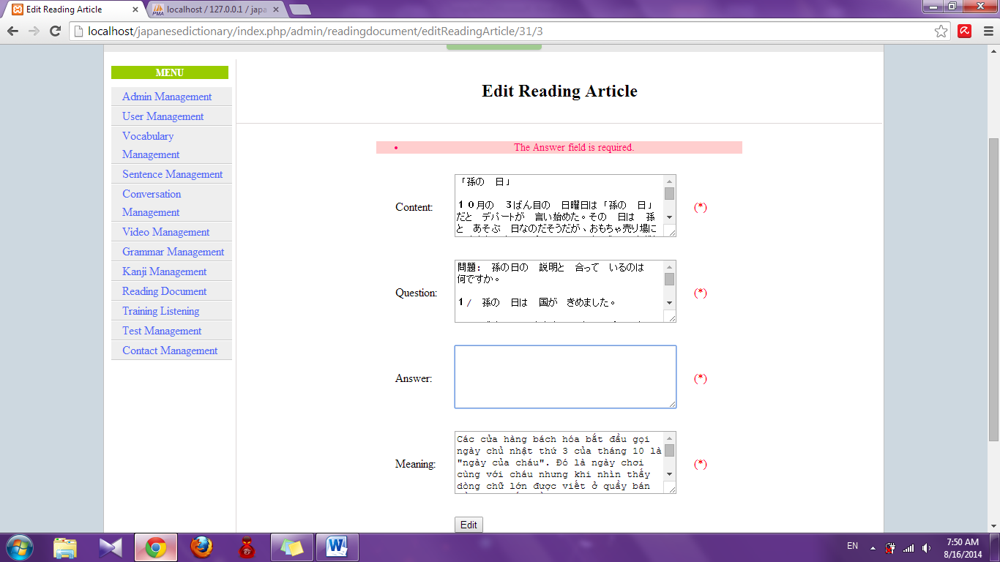 Edit Reading Article
localhost / 127.0.0.1 / japa
localhost/japanesedictionary/index.php/admin/readingdocument/editReadingArticle/31/3
MENU
Admin Management
User Management
Vocabulary
Management
Sentence Management
Conversation
Management
Video Management
Grammar Management
Kanji Management
Reading Document
Training Listening
Test Management
Contact Management
Edit Reading Article
• The Answer field is required.
Content:
「孫の　日」
１０月の　３ばん目の　日曜日は「孫の　日」
だと　デパートが　言い始めた。その　日は　孫
と　あそぶ　日なのだそうだが、おもちゃ売り場に
(*)
Question:
問題：　孫の日の　説明と　合って　いるのは
何ですか。
１/　孫の　日は　国が　きめました。
(*)
Answer:
(*)
Meaning:
Các cửa hàng bách hóa bắt đầu gọi
ngày chủ nhật thứ 3 của tháng 10 là
"ngày của cháu". Đó là ngày chơi
cùng với cháu nhưng khi nhìn thấy
dòng chữ lớn được viết ở quầy bán
(*)
Edit
EN
7:50 AM
8/16/2014